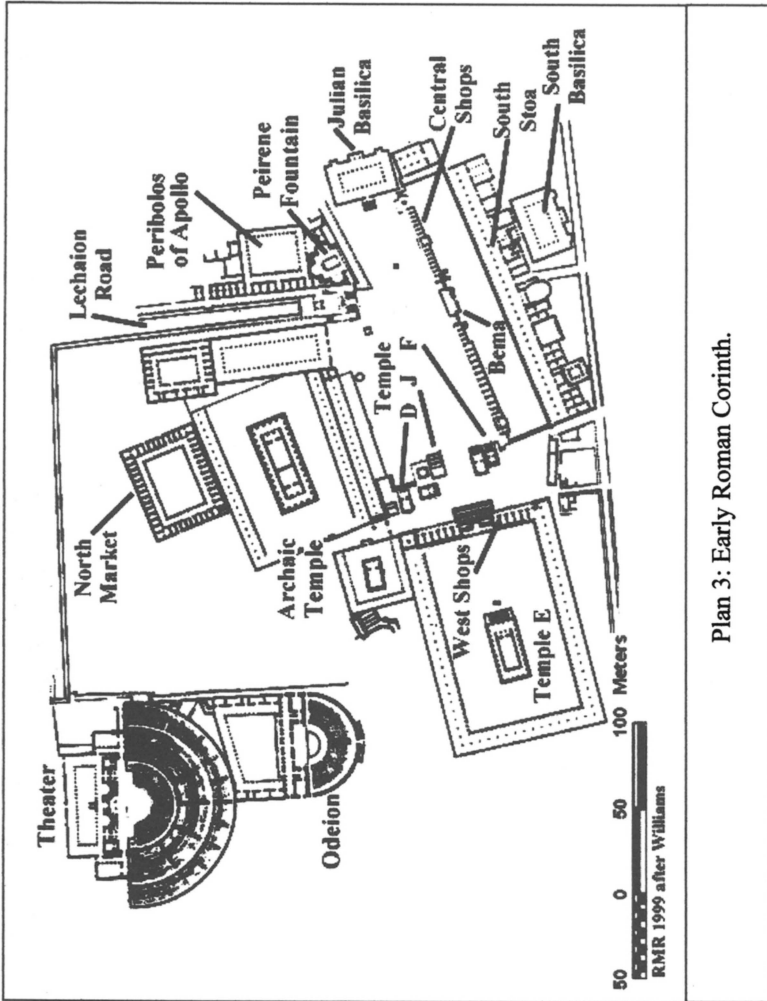 Theater
Odeion
North
Market
Lechaion
Road
Peribolos
of Apollo
Peirene
Fountain
Julian
Basilica
Central
Shops
South
Stoa
South
Basilica
Archaic
Temple
Temple
D J F
Bema
West Shops
Temple E
50 0 50 100 Meters
RMR 1999 after Williams
Plan 3: Early Roman Corinth.